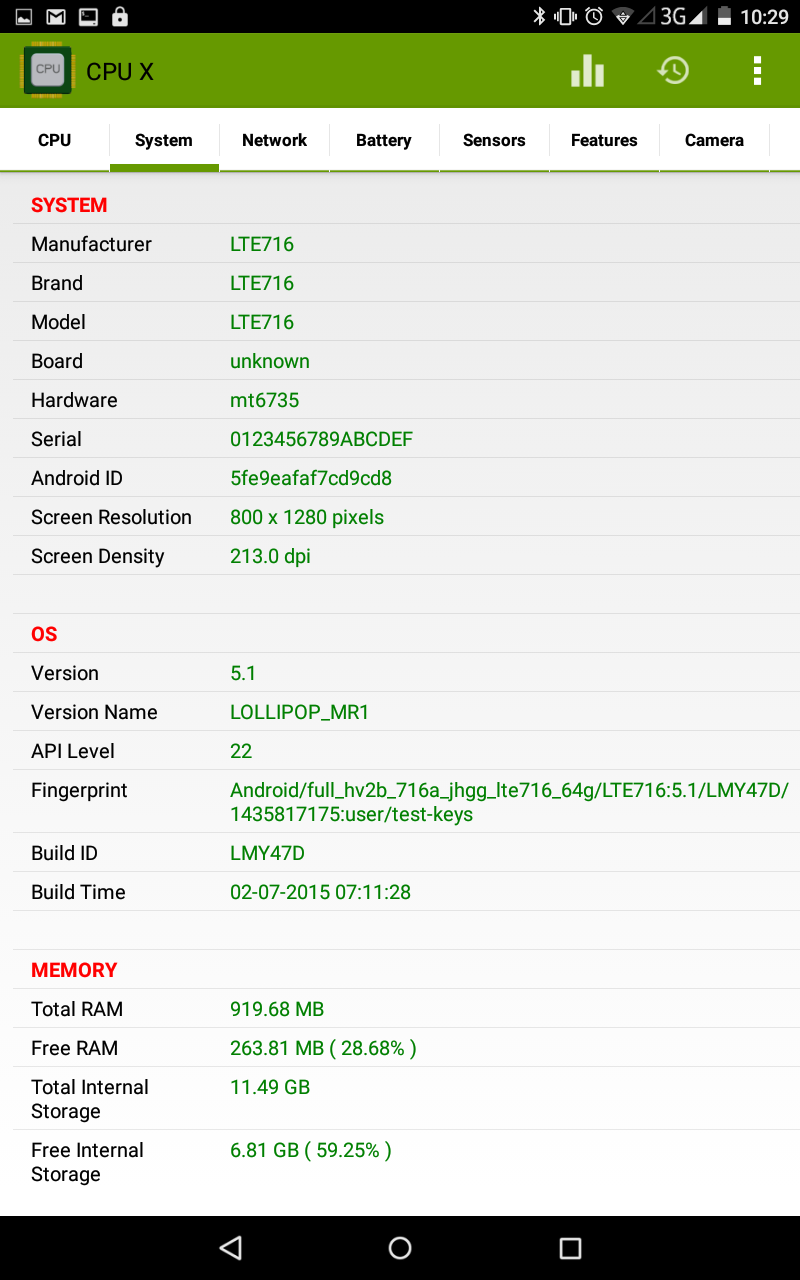 3G 10:29
CPU CPU X
CPU System Network Battery Sensors Features Camera
SYSTEM
Manufacturer LTE716
Brand LTE716
Model LTE716
Board unknown
Hardware mt6735
Serial 0123456789ABCDEF
Android ID 5fe9eafaf7cd9cd8
Screen Resolution 800 x 1280 pixels
Screen Density 213.0 dpi
OS
Version 5.1
Version Name LOLLIPOP_MR1
API Level 22
Fingerprint Android/full_hv2b_716a_jhgg_lte716_64g/LTE716:5.1/LMY47D/
1435817175:user/test-keys
Build ID LMY47D
Build Time 02-07-2015 07:11:28
MEMORY
Total RAM 919.68 MB
Free RAM 263.81 MB ( 28.68% )
Total Internal 11.49 GB
Storage
Free Internal 6.81 GB ( 59.25% )
Storage